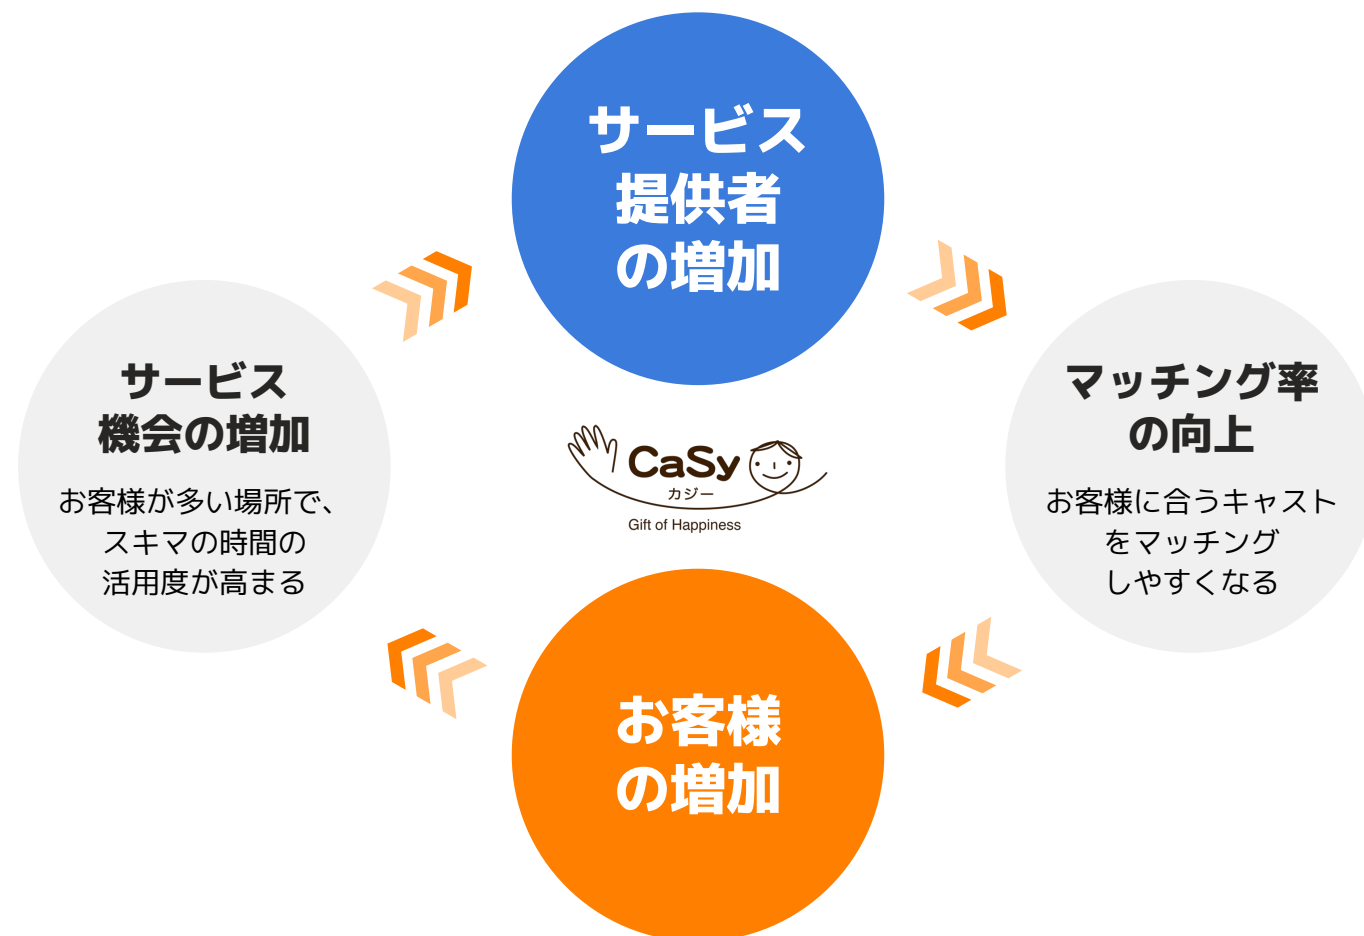 サービス
提供者
の増加
サービス
機会の増加
お客様が多い場所で、
スキマの時間の
活用度が高まる
CaSy
カジー
Gift of Happiness
マッチング率
の向上
お客様に合うキャスト
をマッチング
しやすくなる
お客様
の増加